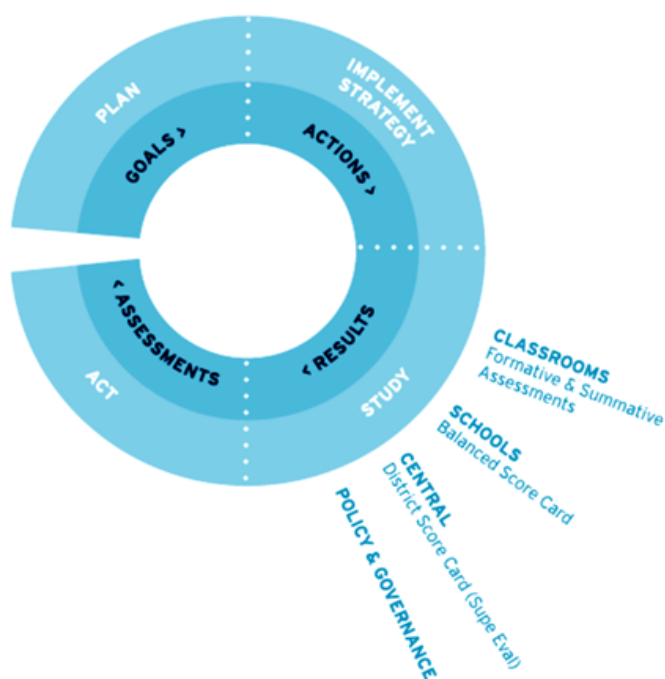 PLAN
GOALS >
IMPLEMENT
STRATEGY
ACTIONS >
< RESULTS
STUDY
< ASSESSMENTS
ACT
CLASSROOMS
Formative & Summative
Assessments
SCHOOLS
Balanced Score Card
CENTRAL
District Score Card (Supe Eval)
POLICY & GOVERNANCE